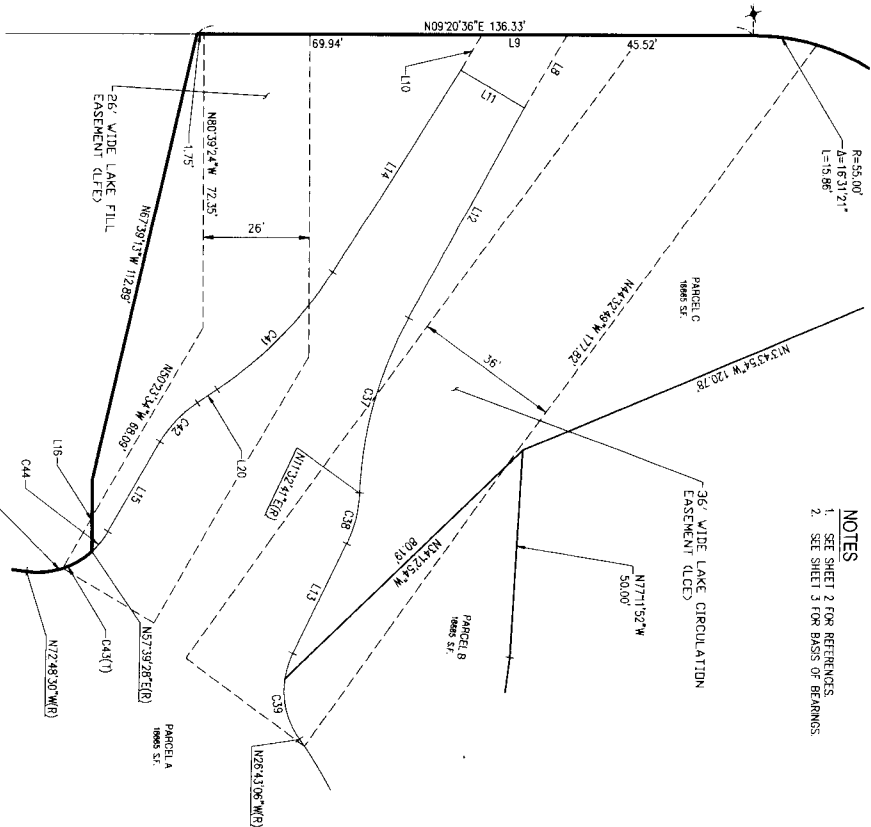 N09°20'36"E 136.33'
69.94'
L9
45.52'
L10
L8
L11
R=55.00'
Δ=16°31'21"
L=15.86'
26' WIDE LAKE FILL
EASEMENT (LFE)
1.75'
N80°39'24"W 72.35'
26'
N67°39'13"W 112.89'
L14
L12
N44°32'49"W 177.82'
PARCEL C
18885 S.F.
N13°43'54"W 120.78'
C41
C37
36'
C42
L20
N50°23'34"W 68.09'
L16
C44
L15
N11°32'41"E(R)
C38
L13
N34°12'54"W
80.19'
36' WIDE LAKE CIRCULATION
EASEMENT (LCE)
N77°11'52"W
50.00'
PARCEL B
18885 S.F.
C39
N26°43'06"W(R)
N57°39'28"E(R)
C43(T)
N72°48'30"W(R)
PARCEL A
18885 S.F.
NOTES
1. SEE SHEET 2 FOR REFERENCES.
2. SEE SHEET 3 FOR BASIS OF BEARINGS.